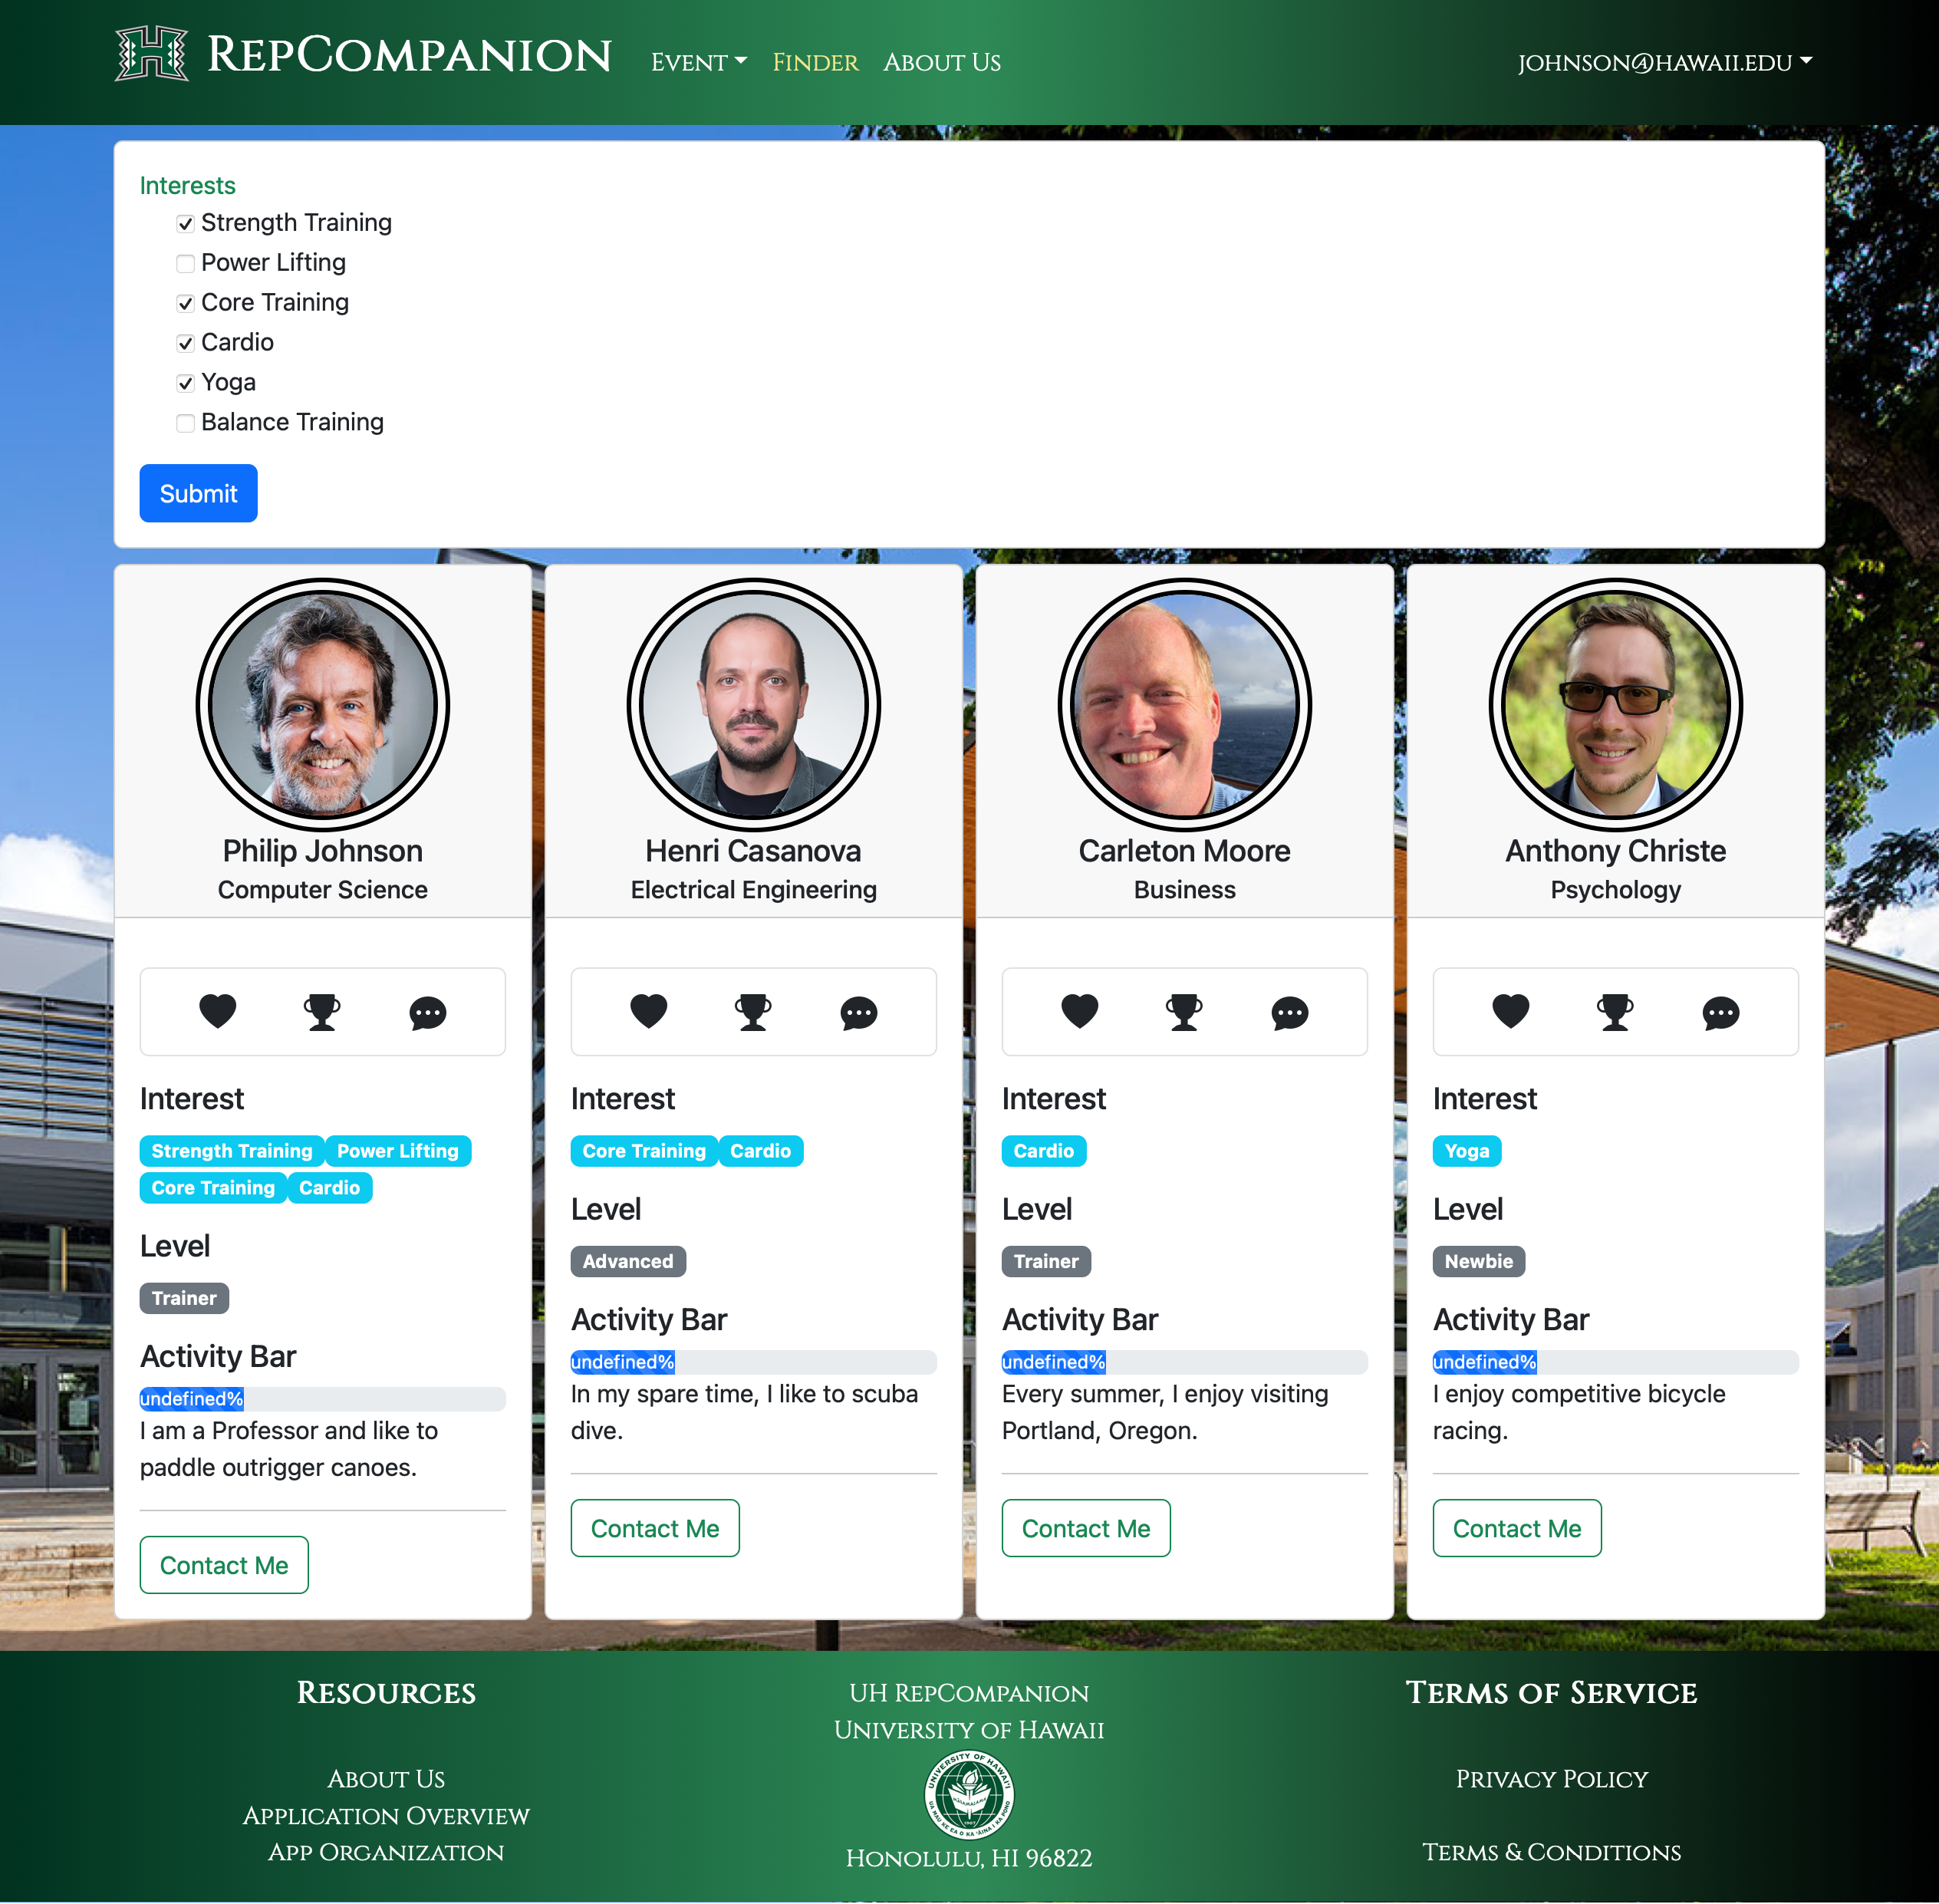 RepCompanion
Event
Finder
About Us
johnson@hawaii.edu
Interests
Strength Training
Power Lifting
Core Training
Cardio
Yoga
Balance Training
Submit
Philip Johnson
Computer Science
Interest
Strength Training Power Lifting
Core Training Cardio
Level
Trainer
Activity Bar
undefined%
I am a Professor and like to
paddle outrigger canoes.
Contact Me
Henri Casanova
Electrical Engineering
Interest
Core Training Cardio
Level
Advanced
Activity Bar
undefined%
In my spare time, I like to scuba
dive.
Contact Me
Carleton Moore
Business
Interest
Cardio
Level
Trainer
Activity Bar
undefined%
Every summer, I enjoy visiting
Portland, Oregon.
Contact Me
Anthony Christe
Psychology
Interest
Yoga
Level
Newbie
Activity Bar
undefined%
I enjoy competitive bicycle
racing.
Contact Me
Resources
About Us
Application Overview
App Organization
UH RepCompanion
University of Hawaii
UNIVERSITY OF HAWAI'I
1907
Honolulu, HI 96822
Terms of Service
Privacy Policy
Terms & Conditions